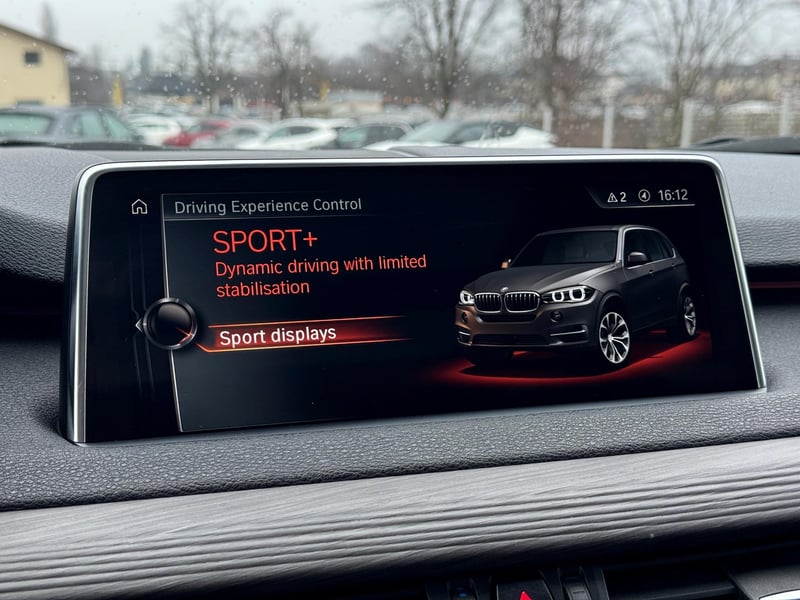 Driving Experience Control
2
16:12
SPORT+
Dynamic driving with limited
stabilisation
Sport displays